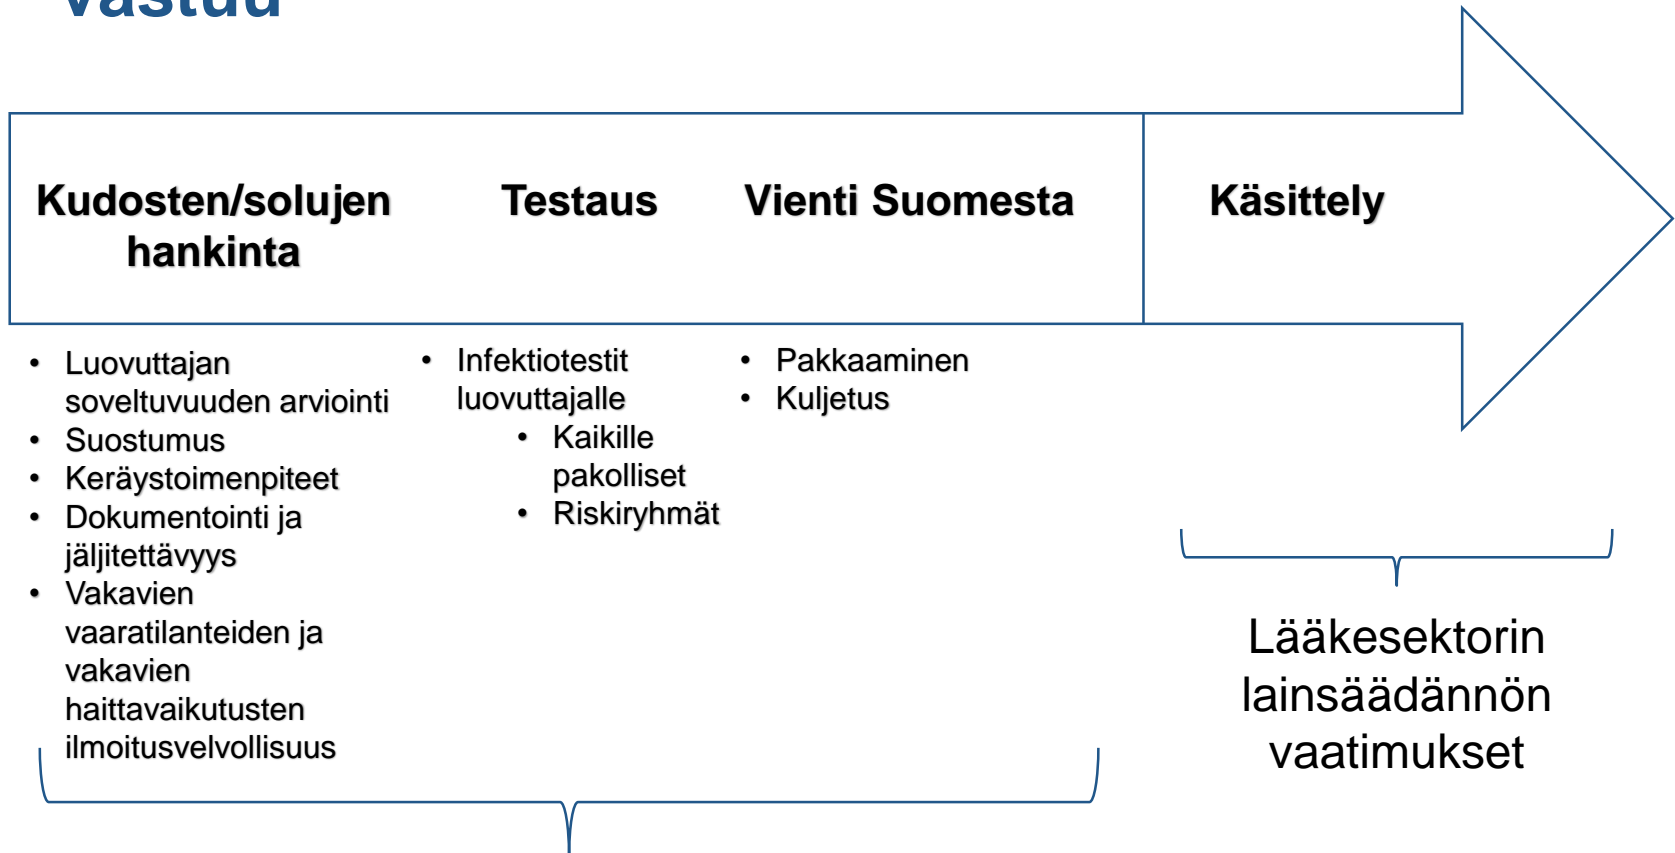 vastuu
Kudosten/solujen
hankinta
Testaus
Vienti Suomesta
Käsittely
• Luovuttajan
soveltuvuuden arviointi
• Suostumus
• Keräystoimenpiteet
• Dokumentointi ja
jäljitettävyys
• Vakavien
vaaratilanteiden ja
vakavien
haittavaikutusten
ilmoitusvelvollisuus
• Infektiotestit
luovuttajalle
• Kaikille
pakolliset
• Riskiryhmät
• Pakkaaminen
• Kuljetus
Lääkesektorin
lainsäädännön
vaatimukset